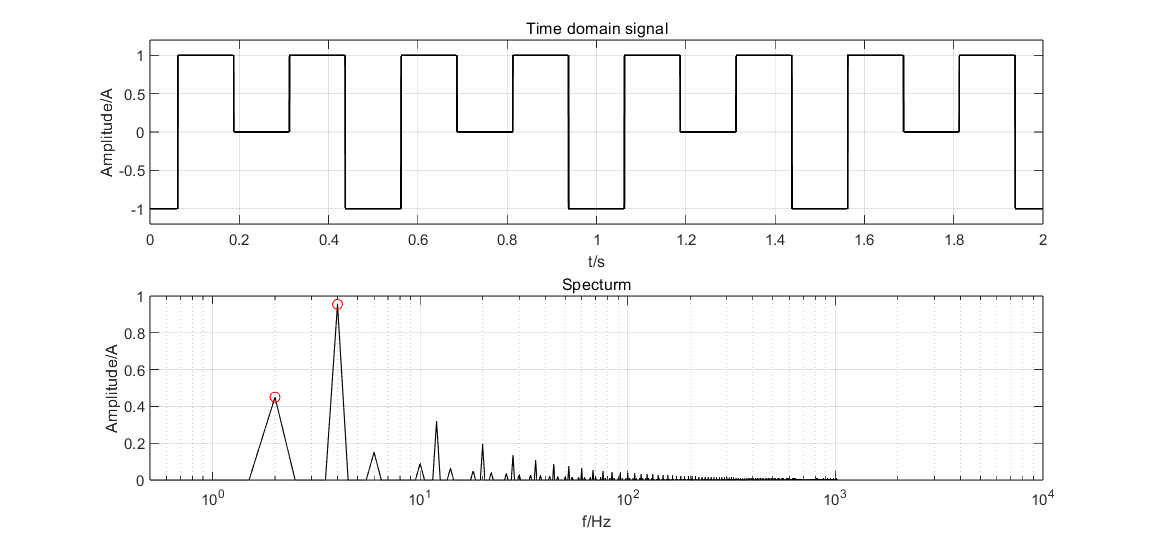 Time domain signal
Amplitude/A
1
0.5
0
-0.5
-1
0 0.2 0.4 0.6 0.8 1 1.2 1.4 1.6 1.8 2
t/s
Specturm
Amplitude/A
1
0.8
0.6
0.4
0.2
0
10⁰ 10¹ 10² 10³ 10⁴
f/Hz